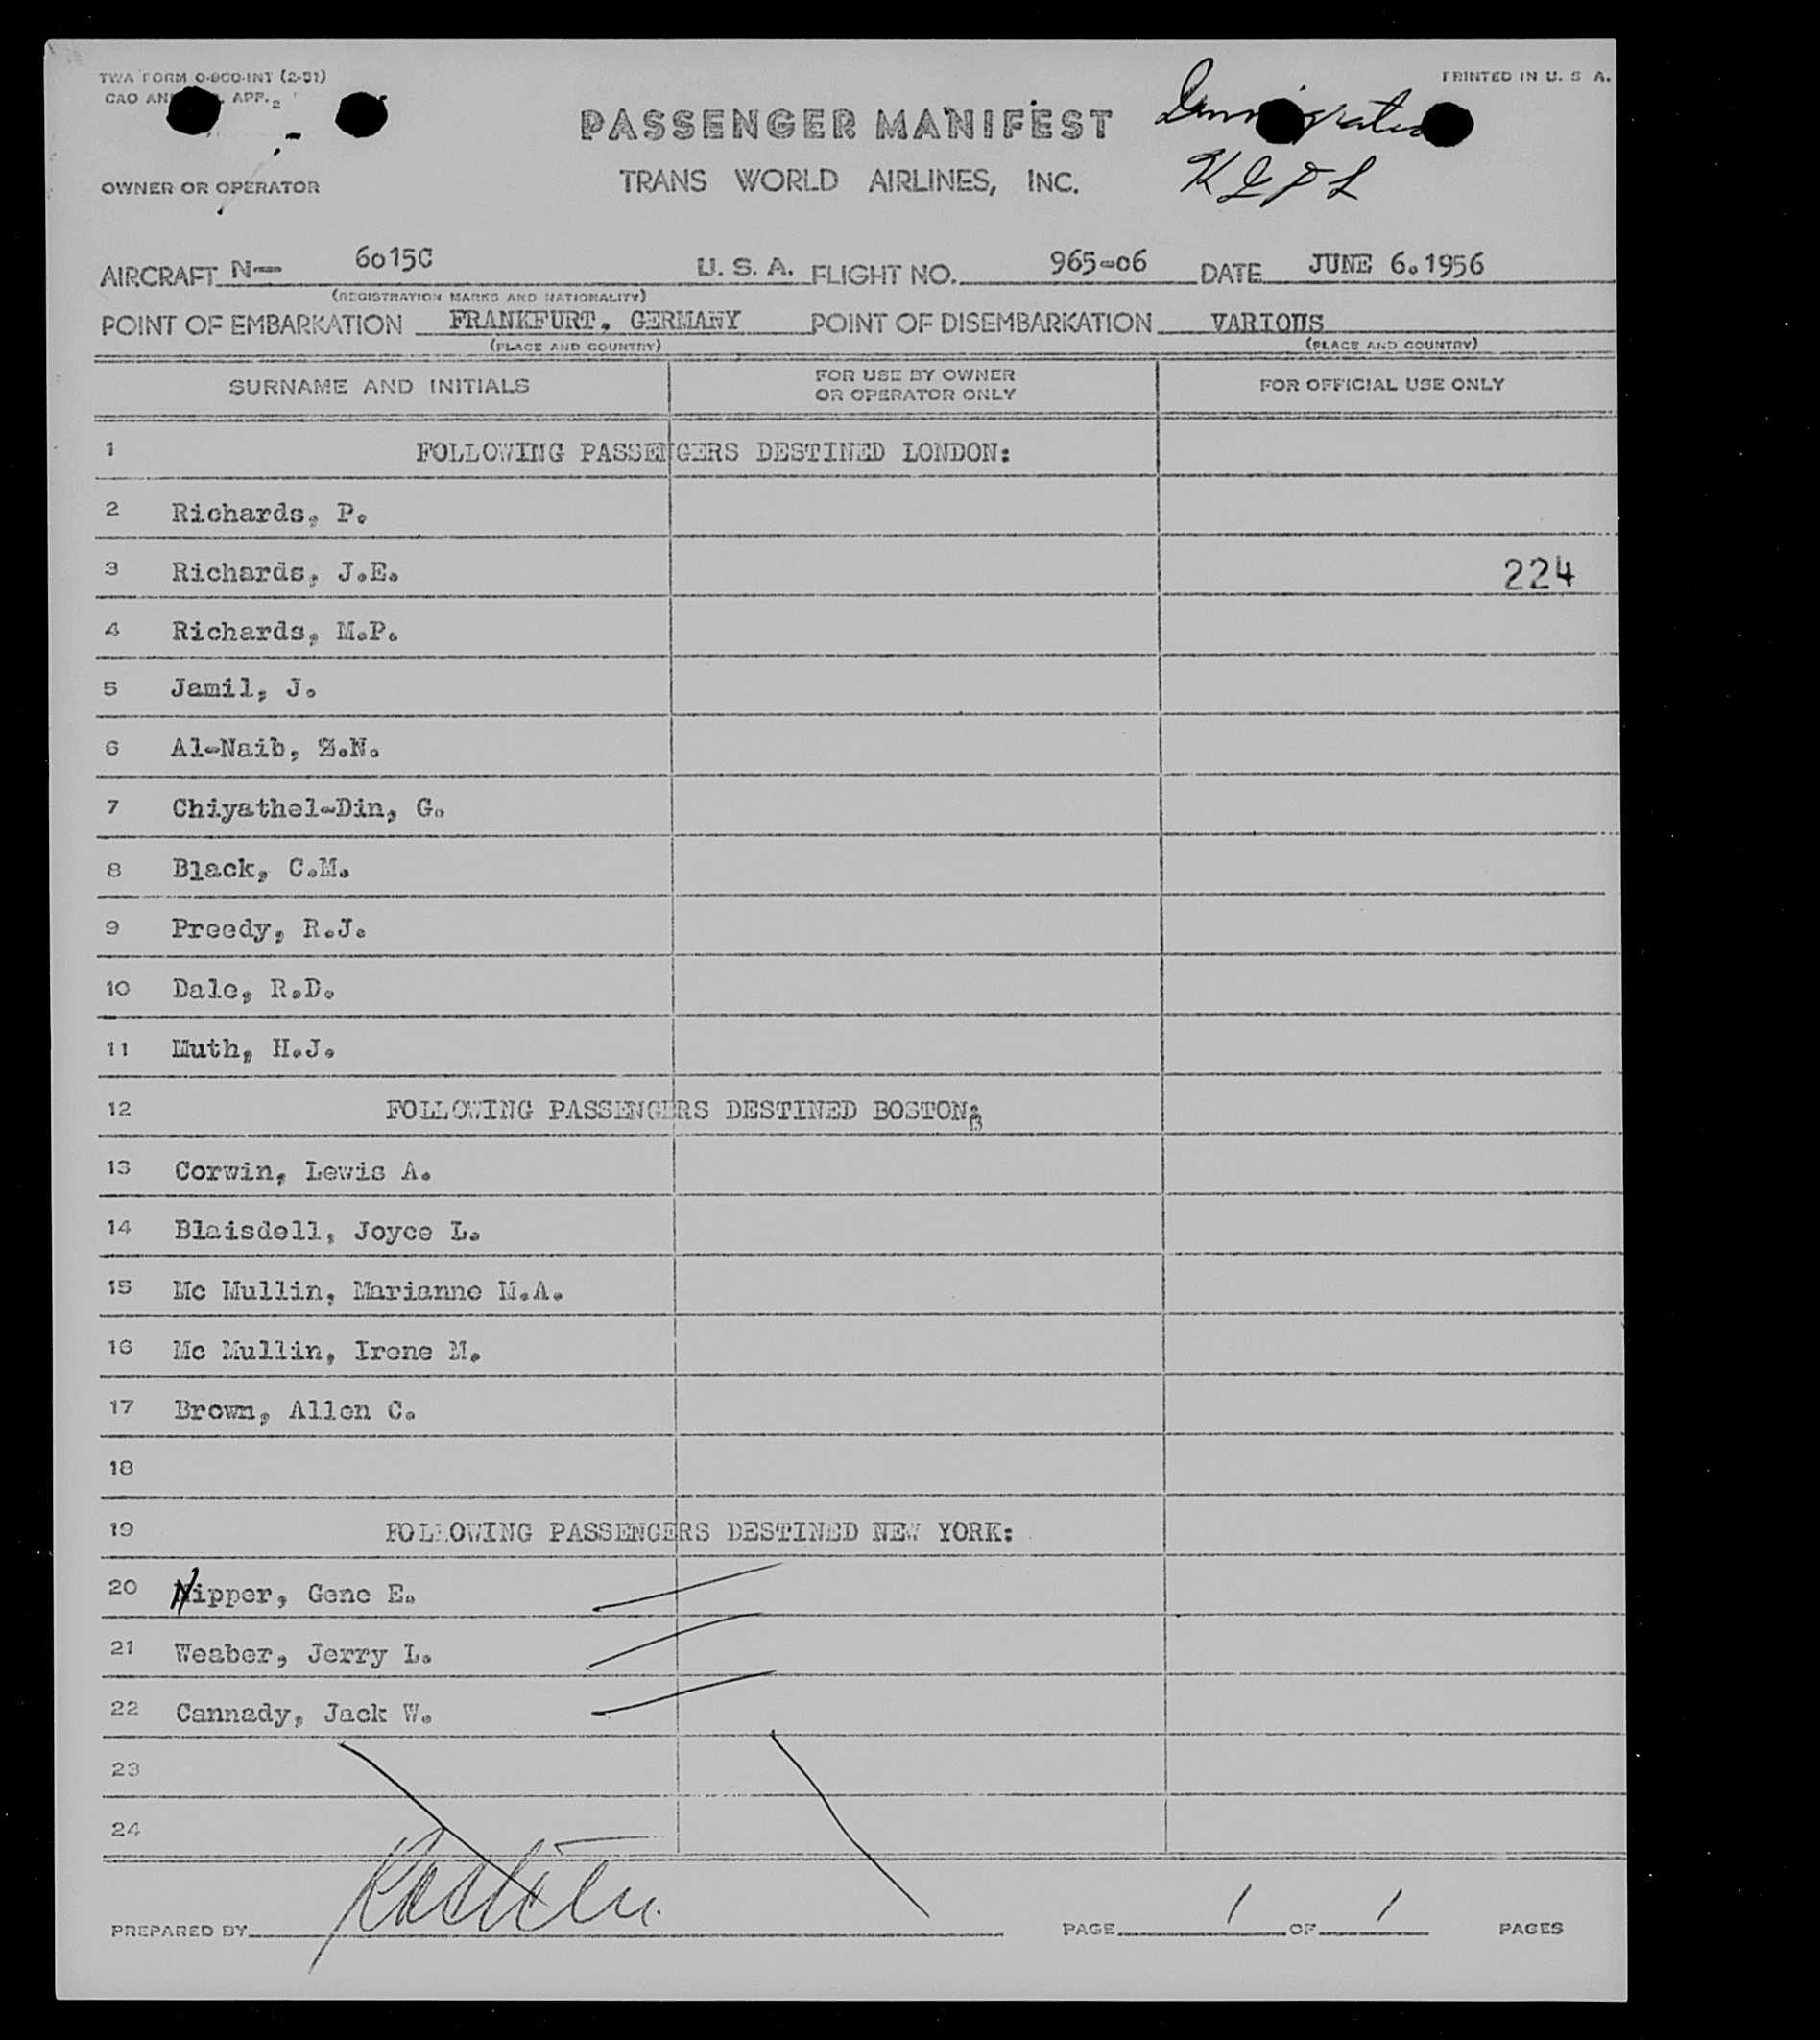 TWA FORM 0-800-INT (2-51)
PRINTED IN U. S. A.
CAO AN APP. 2
PASSENGER MANIFEST
TRANS WORLD AIRLINES, INC.
OWNER OR OPERATOR
AIRCRAFT N— 6015C U. S. A. FLIGHT NO. 965-06 DATE JUNE 6.1956
(REGISTRATION MARKS AND NATIONALITY)
POINT OF EMBARKATION FRANKFURT. GERMANY POINT OF DISEMBARKATION VARIOUS
(PLACE AND COUNTRY) (PLACE AND COUNTRY)
SURNAME AND INITIALS
FOR USE BY OWNER
OR OPERATOR ONLY
FOR OFFICIAL USE ONLY
1 FOLLOWING PASSENGERS DESTINED LONDON:
2 Richards, P.
3 Richards, J.E. 224
4 Richards, M.P.
5 Jamil, J.
6 Al-Naib, Z.N.
7 Chiyathel-Din, G.
8 Black, C.M.
9 Preedy, R.J.
10 Dale, R.D.
11 Muth, H.J.
12 FOLLOWING PASSENGERS DESTINED BOSTON:
13 Corwin, Lewis A.
14 Blaisdell, Joyce L.
15 Mc Mullin, Marianne M.A.
16 Mc Mullin, Irene M.
17 Brown, Allen C.
18
19 FOLLOWING PASSENGERS DESTINED NEW YORK:
20 Nipper, Gene E.
21 Weaber, Jerry L.
22 Cannady, Jack W.
23
24
PREPARED BY PAGE 1 OF 1 PAGES